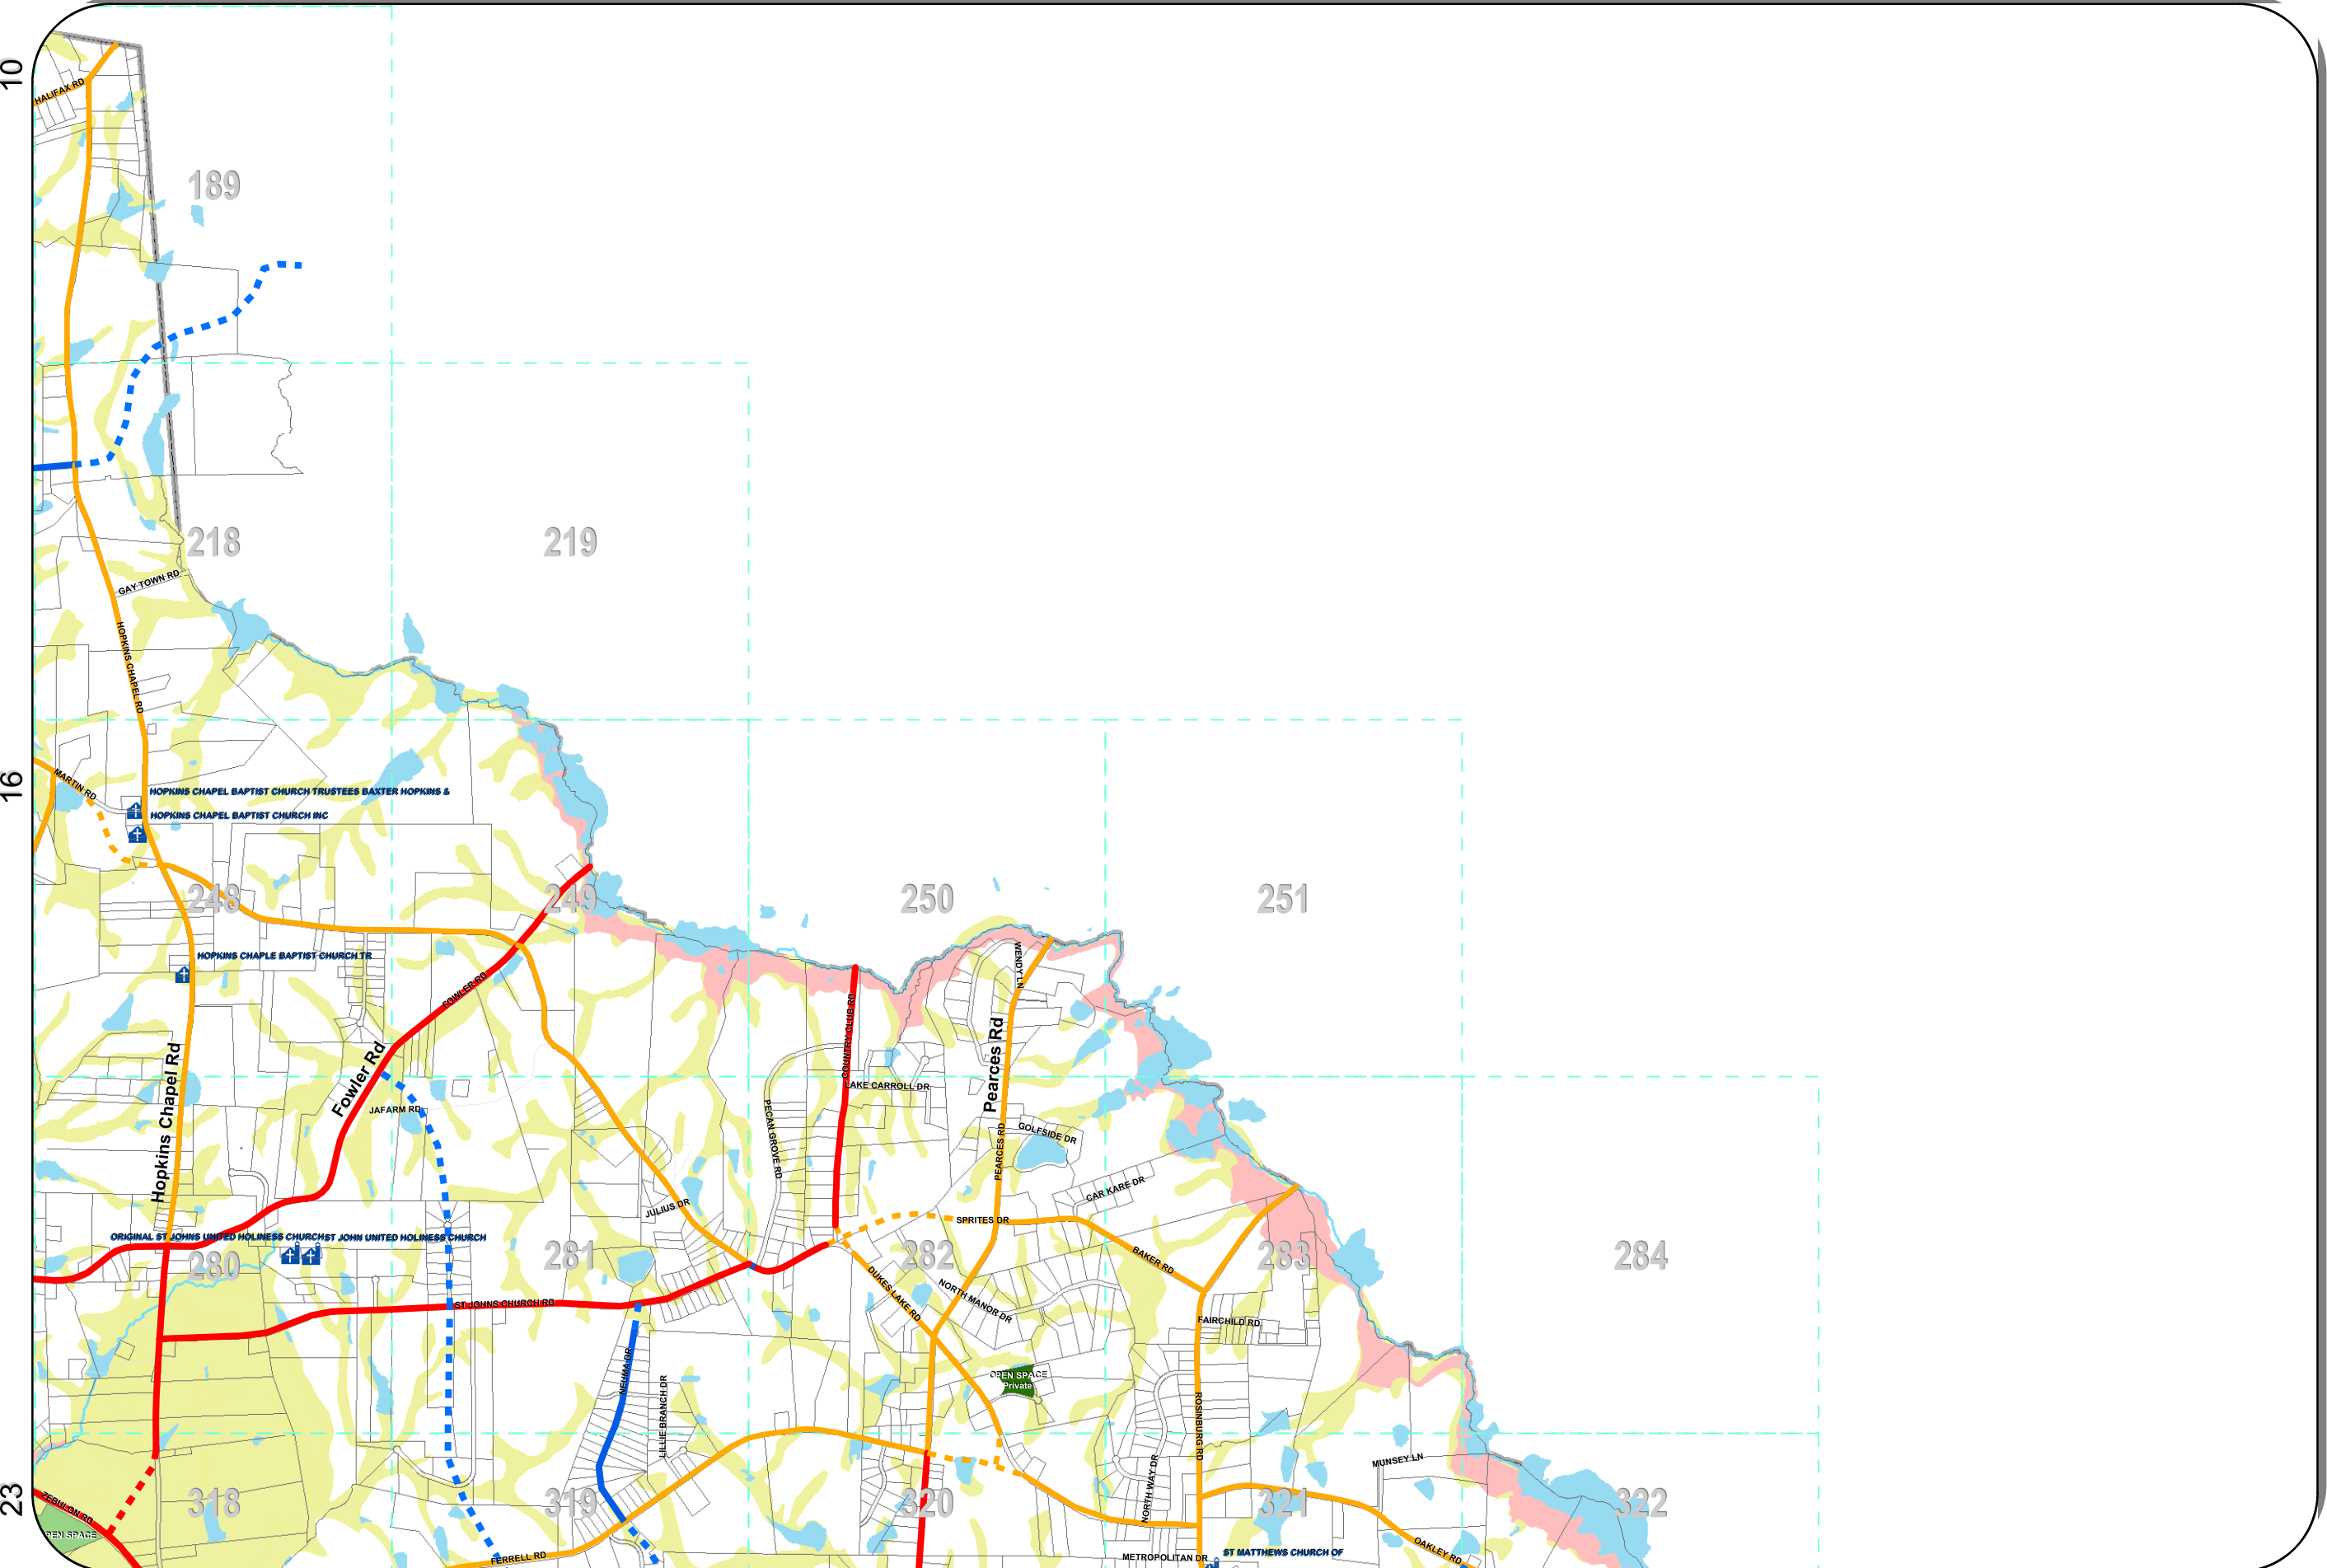 10
HALIFAX RD
189
218
219
GAY TOWN RD
HOPKINS CHAPEL RD
16
MARTIN RD
HOPKINS CHAPEL BAPTIST CHURCH TRUSTEES BAXTER HOPKINS &
HOPKINS CHAPEL BAPTIST CHURCH INC
248
249
250
251
HOPKINS CHAPLE BAPTIST CHURCH TR
WENDY LN
FOWLER RD
COUNTRY CLUB RD
Pearces Rd
Hopkins Chapel Rd
Fowler Rd
LAKE CARROLL DR
JAFARM RD
PECAN GROVE RD
GOLFSIDE DR
PEARCES RD
CAR KARE DR
JULIUS DR
SPRITES DR
ORIGINAL ST JOHNS UNITED HOLINESS CHURCH
ST JOHN UNITED HOLINESS CHURCH
280
281
282
283
284
BAKER RD
DUKES LAKE RD
NORTH MANOR DR
ST JOHNS CHURCH RD
FAIRCHILD RD
NEUMA DR
OPEN SPACE
Private
LILLIE BRANCH DR
ROSINBURG RD
MUNSEY LN
NORTH WAY DR
23
ZEBULON RD
318
319
320
321
322
PEN SPACE
FERRELL RD
METROPOLITAN DR
ST MATTHEWS CHURCH OF
OAKLEY RD